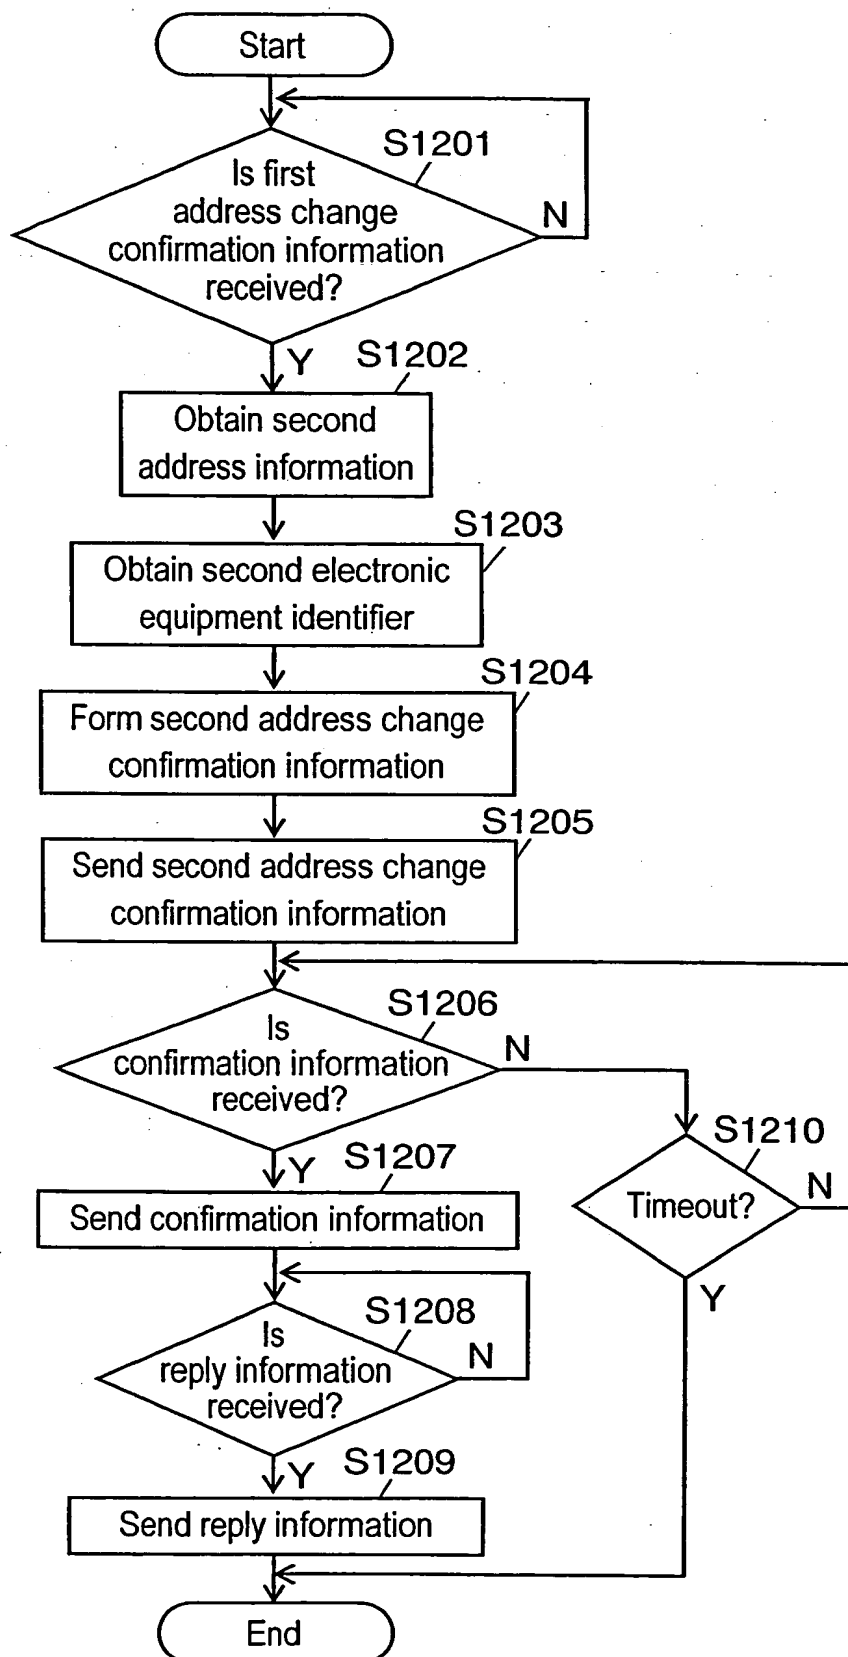 Start
S1201
Is first
address change
confirmation information
received?
N
Y
S1202
Obtain second
address information
S1203
Obtain second electronic
equipment identifier
S1204
Form second address change
confirmation information
S1205
Send second address change
confirmation information
S1206
Is
confirmation information
received?
N
Y
S1207
Send confirmation information
S1210
Timeout?
N
Y
S1208
Is
reply information
received?
N
Y
S1209
Send reply information
End